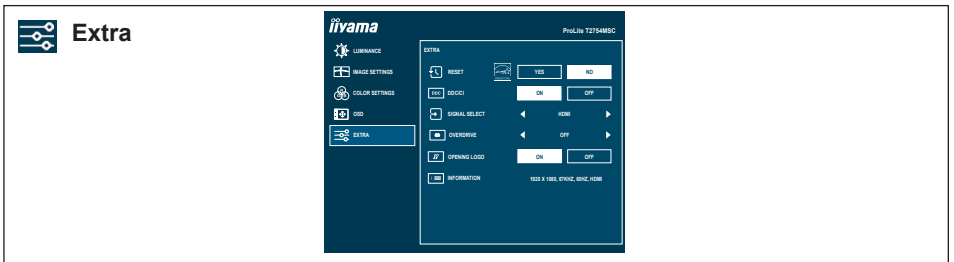 Extra
iiyama
ProLite T2754MSC
LUMINANCE
IMAGE SETTINGS
COLOR SETTINGS
OSD
EXTRA
EXTRA
RESET YES NO
DDC DDC/CI ON OFF
SIGNAL SELECT HDMI
OVERDRIVE OFF
OPENING LOGO ON OFF
INFORMATION 1920 X 1080, 67KHZ, 60HZ, HDMI